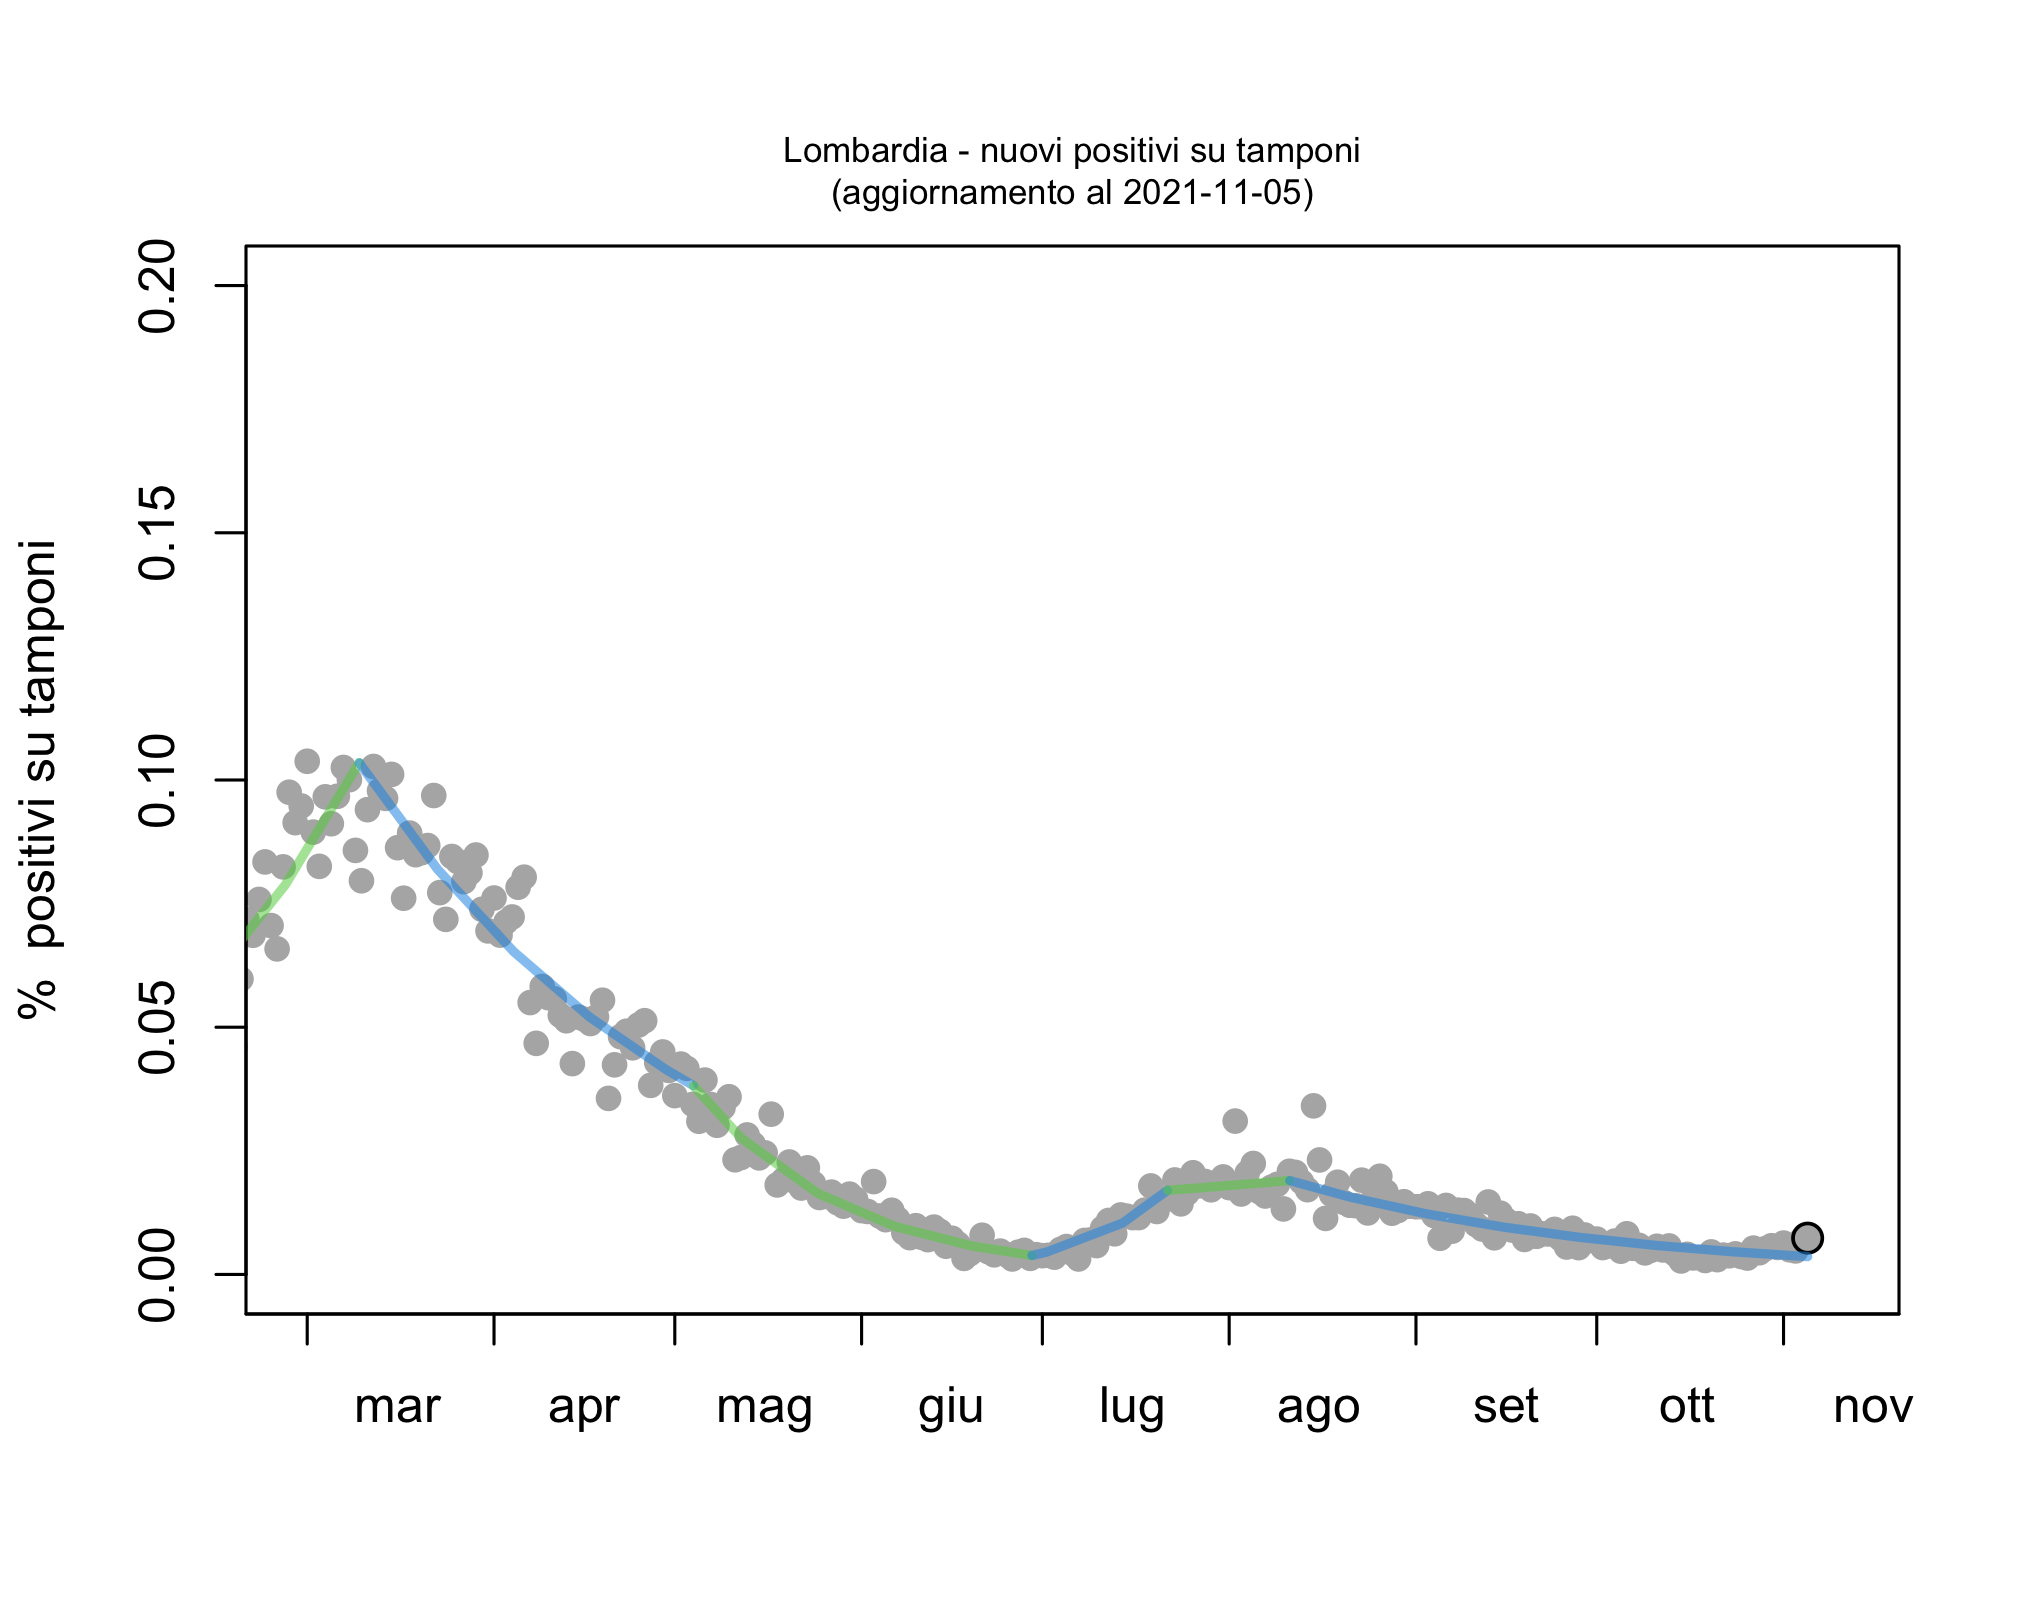 Lombardia - nuovi positivi su tamponi
(aggiornamento al 2021-11-05)
% positivi su tamponi
0.20
0.15
0.10
0.05
0.00
mar apr mag giu lug ago set ott nov